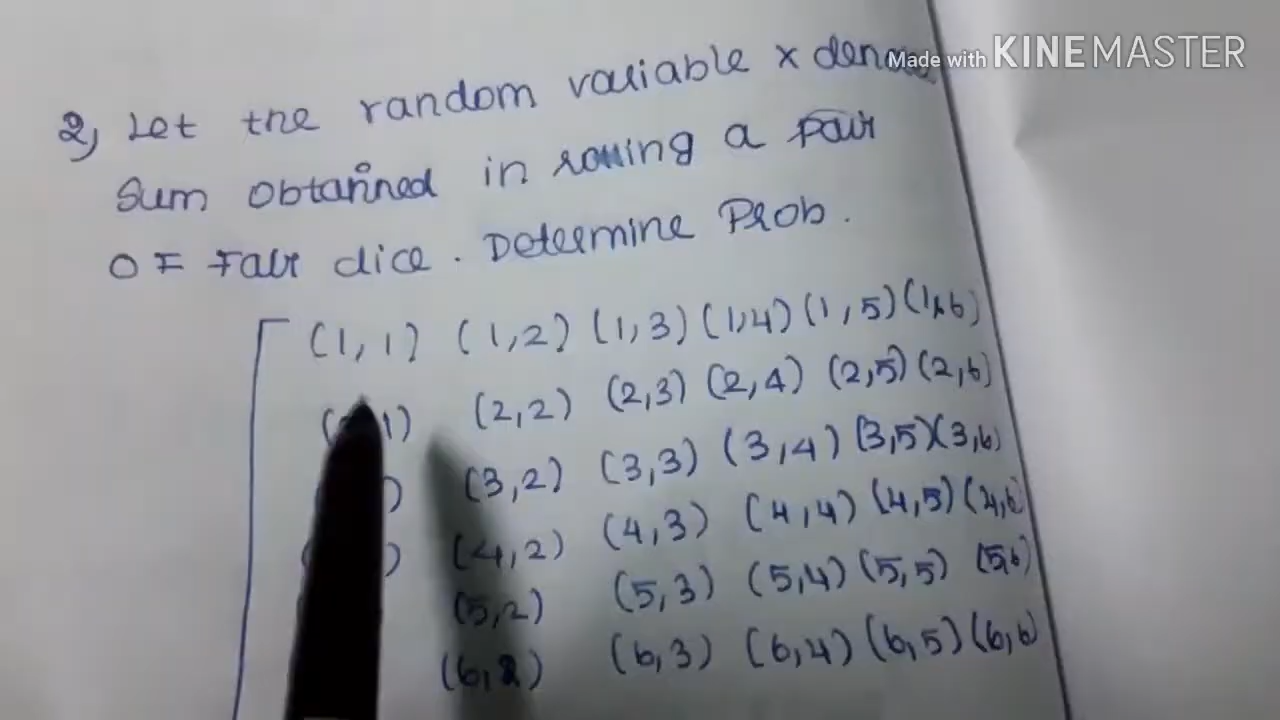 Made with KINEMASTER
2, Let the random variable x
Sum obtained in rolling a pair
OF Fair dice. Determine Prob.
(1,1) (1,2) (1,3) (1,4) (1,5) (1,6)
(2,2) (2,3) (2,4) (2,5) (2,6)
(3,2) (3,3) (3,4) (3,5) (3,6)
(4,2) (4,3) (4,4) (4,5) (4,6)
(5,2) (5,3) (5,4) (5,5) (5,6)
(6,2) (6,3) (6,4) (6,5) (6,6)